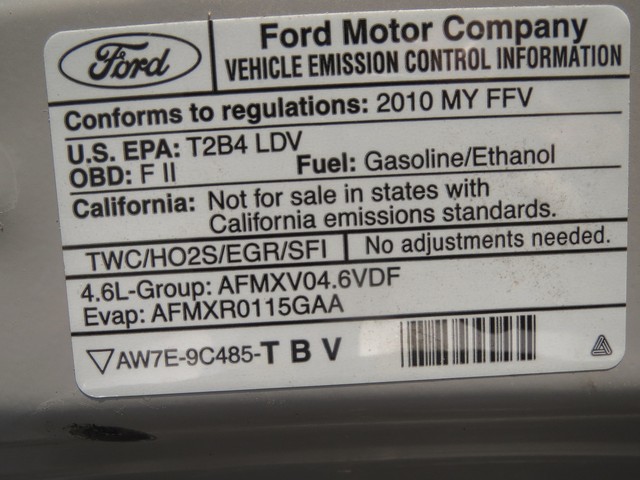 Ford
Ford Motor Company
VEHICLE EMISSION CONTROL INFORMATION
Conforms to regulations: 2010 MY FFV
U.S. EPA: T2B4 LDV
OBD: F II Fuel: Gasoline/Ethanol
California: Not for sale in states with
California emissions standards.
TWC/HO2S/EGR/SFI No adjustments needed.
4.6L-Group: AFMXV04.6VDF
Evap: AFMXR0115GAA
AW7E-9C485-T B V